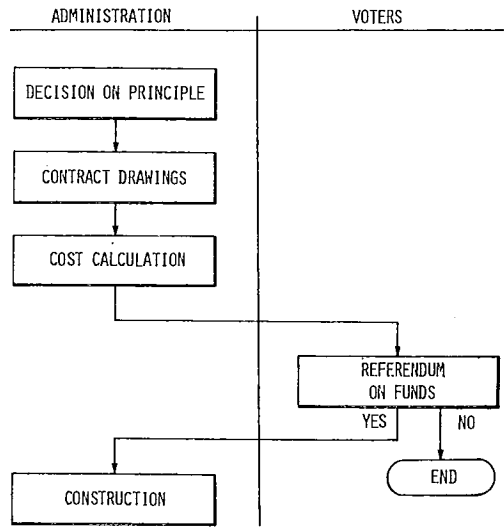 ADMINISTRATION
VOTERS
DECISION ON PRINCIPLE
CONTRACT DRAWINGS
COST CALCULATION
REFERENDUM
ON FUNDS
YES
NO
END
CONSTRUCTION